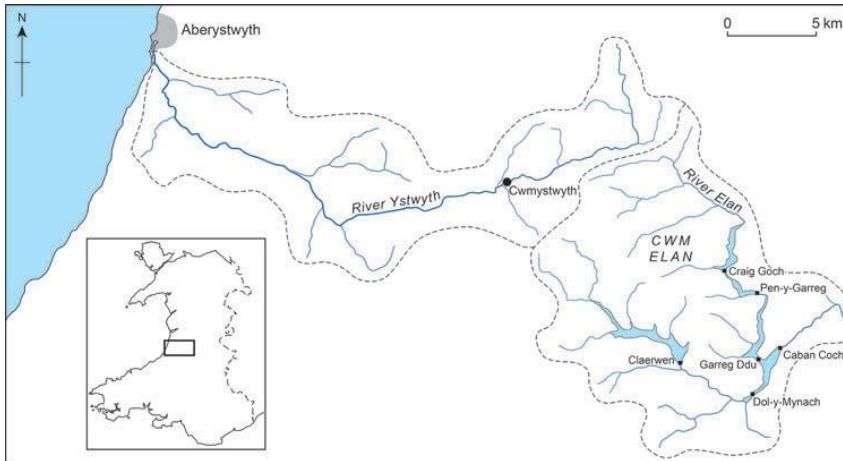 N
Aberystwyth
0 5 km
River Ystwyth
Cwmystwyth
River Elan
CWM
ELAN
Craig Goch
Pen-y-Garreg
Claerwen
Garreg Ddu
Caban Coch
Dol-y-Mynach